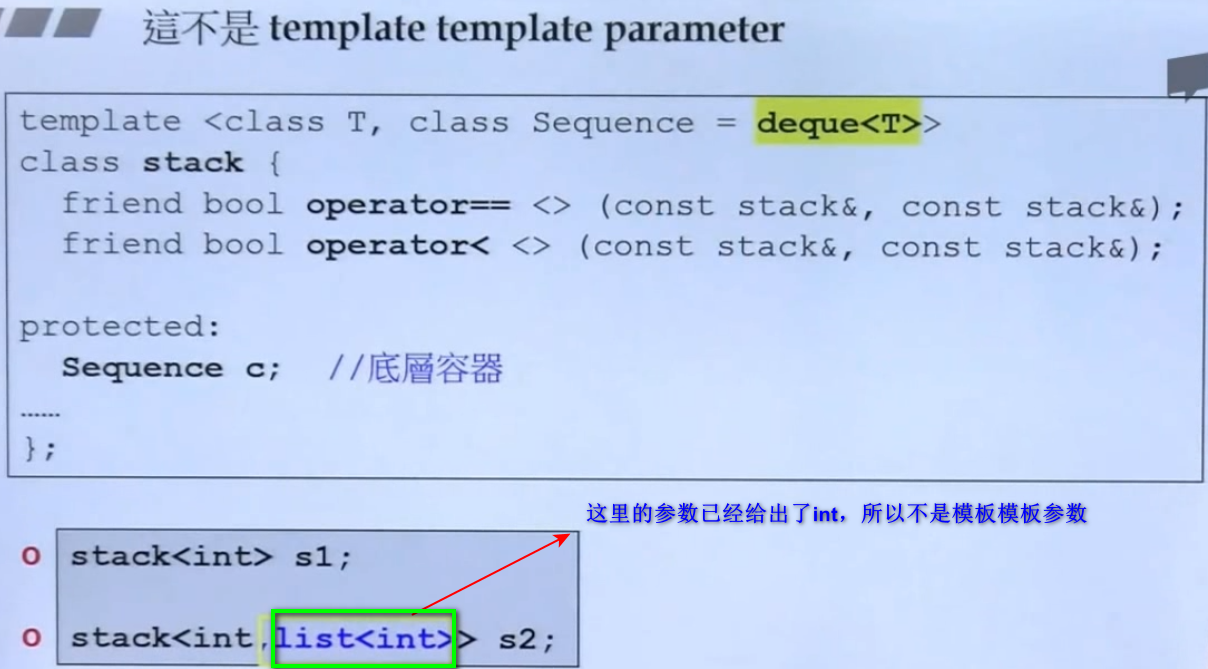 這不是 template template parameter
template <class T, class Sequence = deque<T>>
class stack {
friend bool operator== <> (const stack&, const stack&);
friend bool operator< <> (const stack&, const stack&);
protected:
Sequence c; //底層容器
......
};
这里的参数已经给出了int，所以不是模板模板参数
o stack<int> s1;
o stack<int,list<int>> s2;